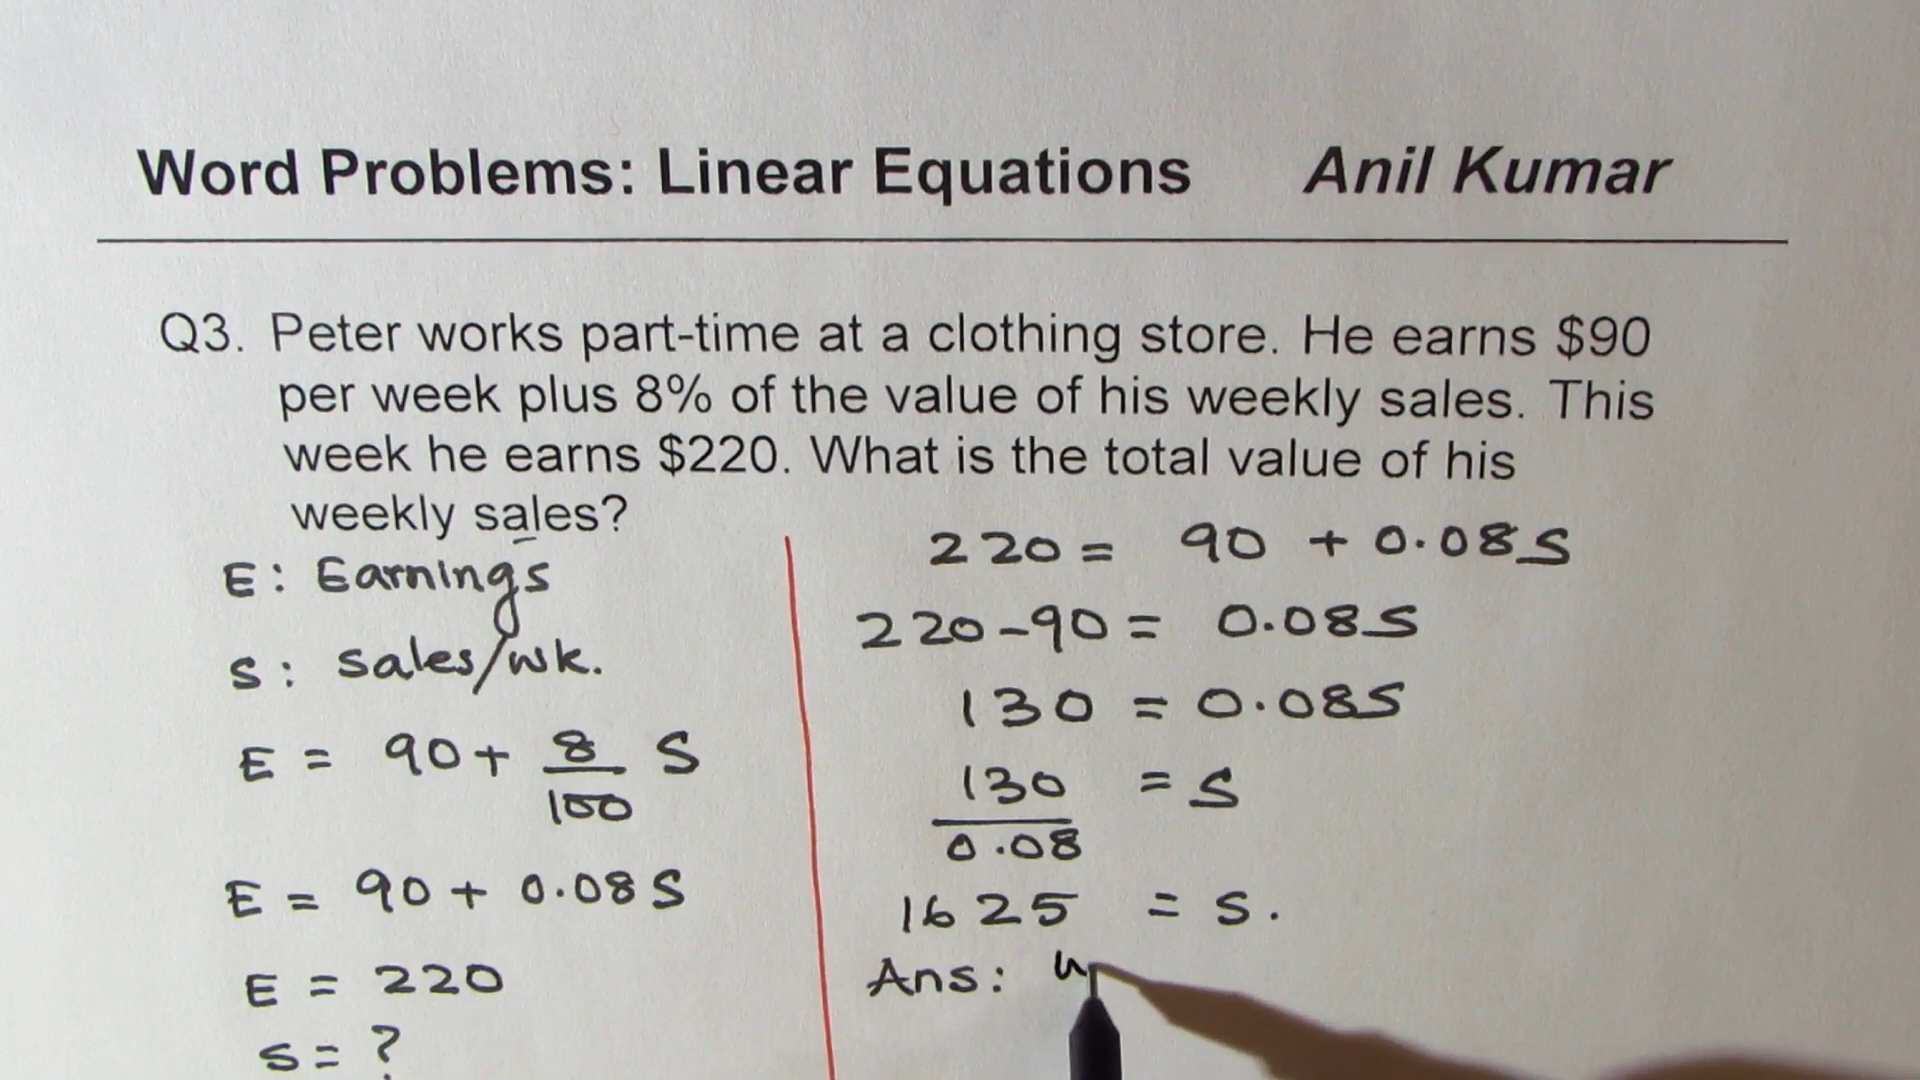 Word Problems: Linear Equations Anil Kumar
Q3. Peter works part-time at a clothing store. He earns $90
per week plus 8% of the value of his weekly sales. This
week he earns $220. What is the total value of his
weekly sales?
E: Earnings
S: Sales/wk.
E = 90 + 8/100 S
E = 90 + 0.08S
E = 220
S = ?
220 = 90 + 0.08S
220 - 90 = 0.08S
130 = 0.08S
130/0.08 = S
1625 = S.
Ans: